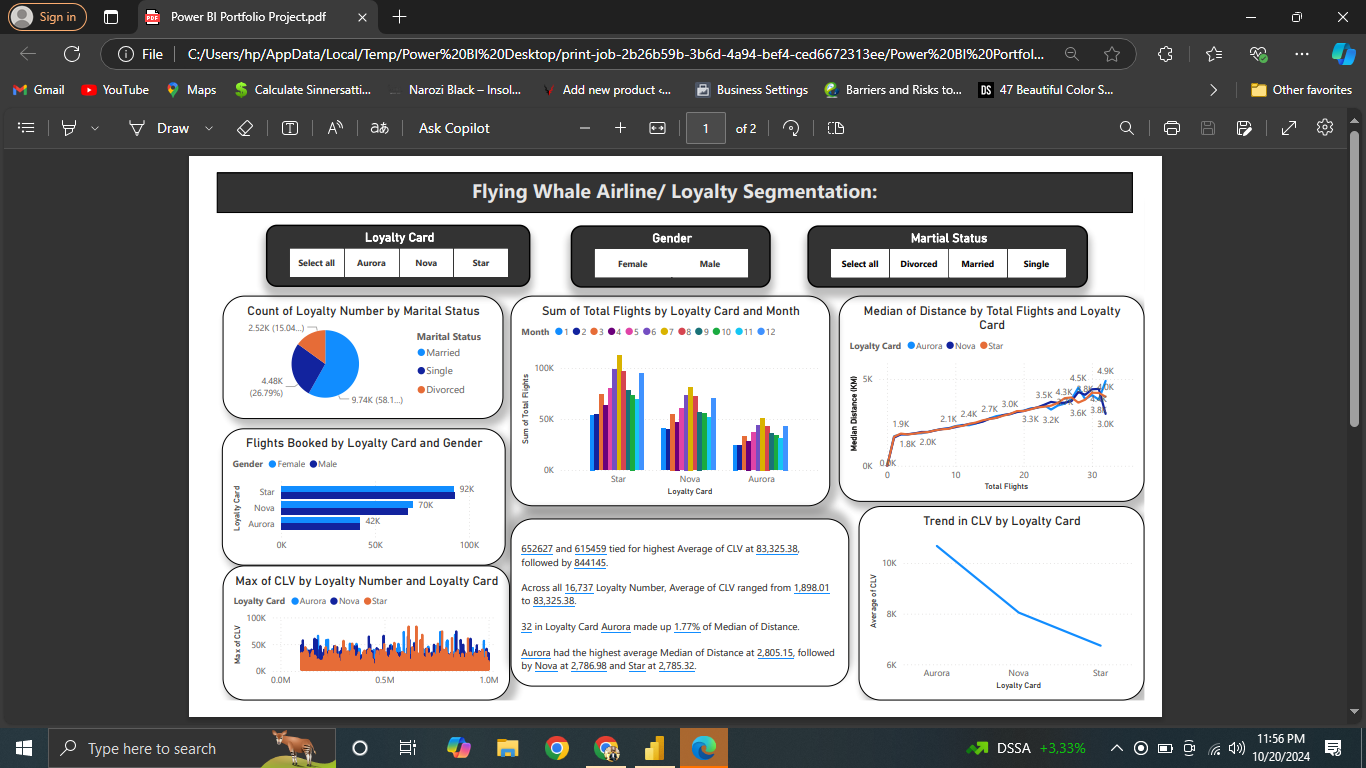 Sign in
Power BI Portfolio Project.pdf
File
C:/Users/hp/AppData/Local/Temp/Power%20BI%20Desktop/print-job-2b26b59b-3b6d-4a94-bef4-ced6672313ee/Power%20BI%20Portfol...
Gmail
YouTube
Maps
Calculate Sinnersatti...
Narozi Black – Insol...
Add new product ‹...
Business Settings
Barriers and Risks to...
DS 47 Beautiful Color S...
Other favorites
Draw
Ask Copilot
1 of 2
Flying Whale Airline/ Loyalty Segmentation:
Loyalty Card
Select all Aurora Nova Star
Gender
Female Male
Martial Status
Select all Divorced Married Single
Count of Loyalty Number by Marital Status
2.52K (15.04...)
4.48K
(26.79%)
9.74K (58.1...)
Marital Status
Married
Single
Divorced
Sum of Total Flights by Loyalty Card and Month
Month 1 2 3 4 5 6 7 8 9 10 11 12
Sum of Total Flights
100K
50K
0K
Star Nova Aurora
Loyalty Card
Median of Distance by Total Flights and Loyalty
Card
Loyalty Card Aurora Nova Star
Median Distance (KM)
5K
0K
0.0K
1.9K
1.8K
2.0K
2.1K
2.4K
2.7K
3.0K
3.3K
3.5K
3.2K
4.3K
4.5K
3.6K
4.9K
3.0K
0 10 20 30
Total Flights
Flights Booked by Loyalty Card and Gender
Gender Female Male
Loyalty Card
Star 92K
Nova 70K
Aurora 42K
0K 50K 100K
Max of CLV by Loyalty Number and Loyalty Card
Loyalty Card Aurora Nova Star
Max of CLV
100K
50K
0K
0.0M 0.5M 1.0M
652627 and 615459 tied for highest Average of CLV at 83,325.38,
followed by 844145.
Across all 16,737 Loyalty Number, Average of CLV ranged from 1,898.01
to 83,325.38.
32 in Loyalty Card Aurora made up 1.77% of Median of Distance.
Aurora had the highest average Median of Distance at 2,805.15, followed
by Nova at 2,786.98 and Star at 2,785.32.
Trend in CLV by Loyalty Card
Average of CLV
10K
8K
6K
Aurora Nova Star
Loyalty Card
Type here to search
DSSA +3,33%
11:56 PM
10/20/2024